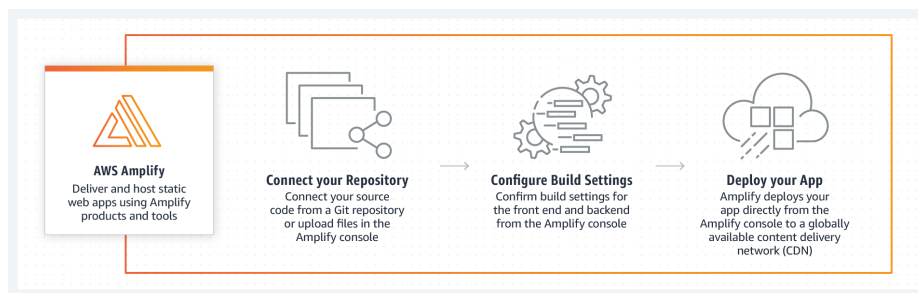 AWS Amplify
Deliver and host static
web apps using Amplify
products and tools
Connect your Repository
Connect your source
code from a Git repository
or upload files in the
Amplify console
Configure Build Settings
Confirm build settings for
the front end and backend
from the Amplify console
Deploy your App
Amplify deploys your
app directly from the
Amplify console to a globally
available content delivery
network (CDN)